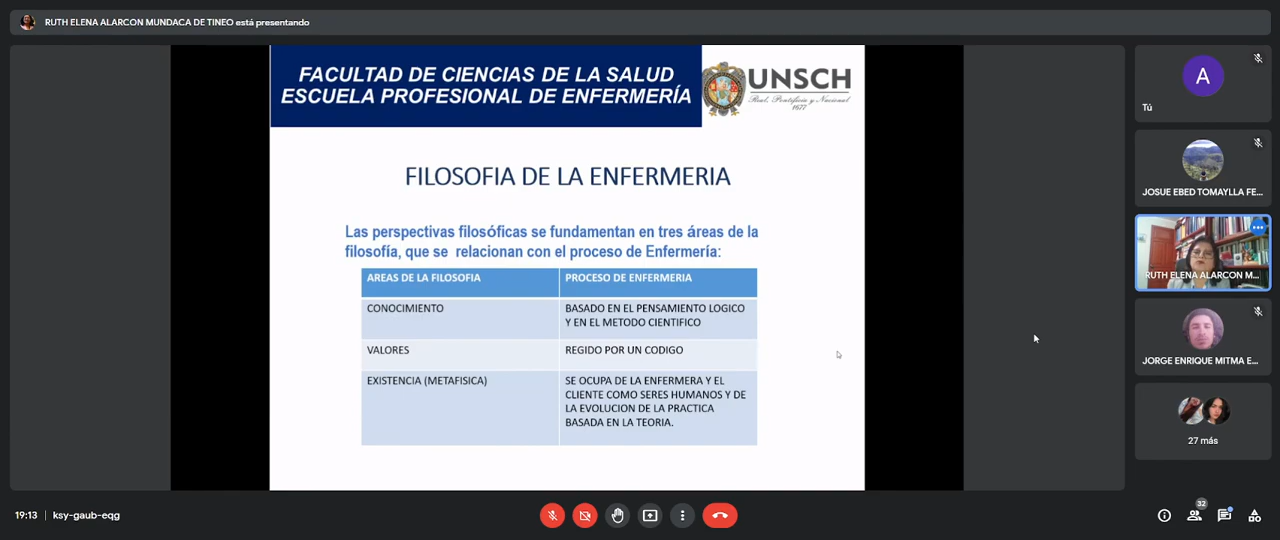 RUTH ELENA ALARCON MUNDACA DE TINEO está presentando
FACULTAD DE CIENCIAS DE LA SALUD
ESCUELA PROFESIONAL DE ENFERMERÍA
UNSCH
Real, Pontificia y Nacional
1677
FILOSOFIA DE LA ENFERMERIA
Las perspectivas filosóficas se fundamentan en tres áreas de la
filosofía, que se relacionan con el proceso de Enfermería:
AREAS DE LA FILOSOFIA
PROCESO DE ENFERMERIA
CONOCIMIENTO
BASADO EN EL PENSAMIENTO LOGICO
Y EN EL METODO CIENTIFICO
VALORES
REGIDO POR UN CODIGO
EXISTENCIA (METAFISICA)
SE OCUPA DE LA ENFERMERA Y EL
CLIENTE COMO SERES HUMANOS Y DE
LA EVOLUCION DE LA PRACTICA
BASADA EN LA TEORIA.
A
Tú
JOSUE EBED TOMAYLLA FE...
RUTH ELENA ALARCON M...
JORGE ENRIQUE MITMA E...
27 más
19:13 | ksy-gaub-eqg
32